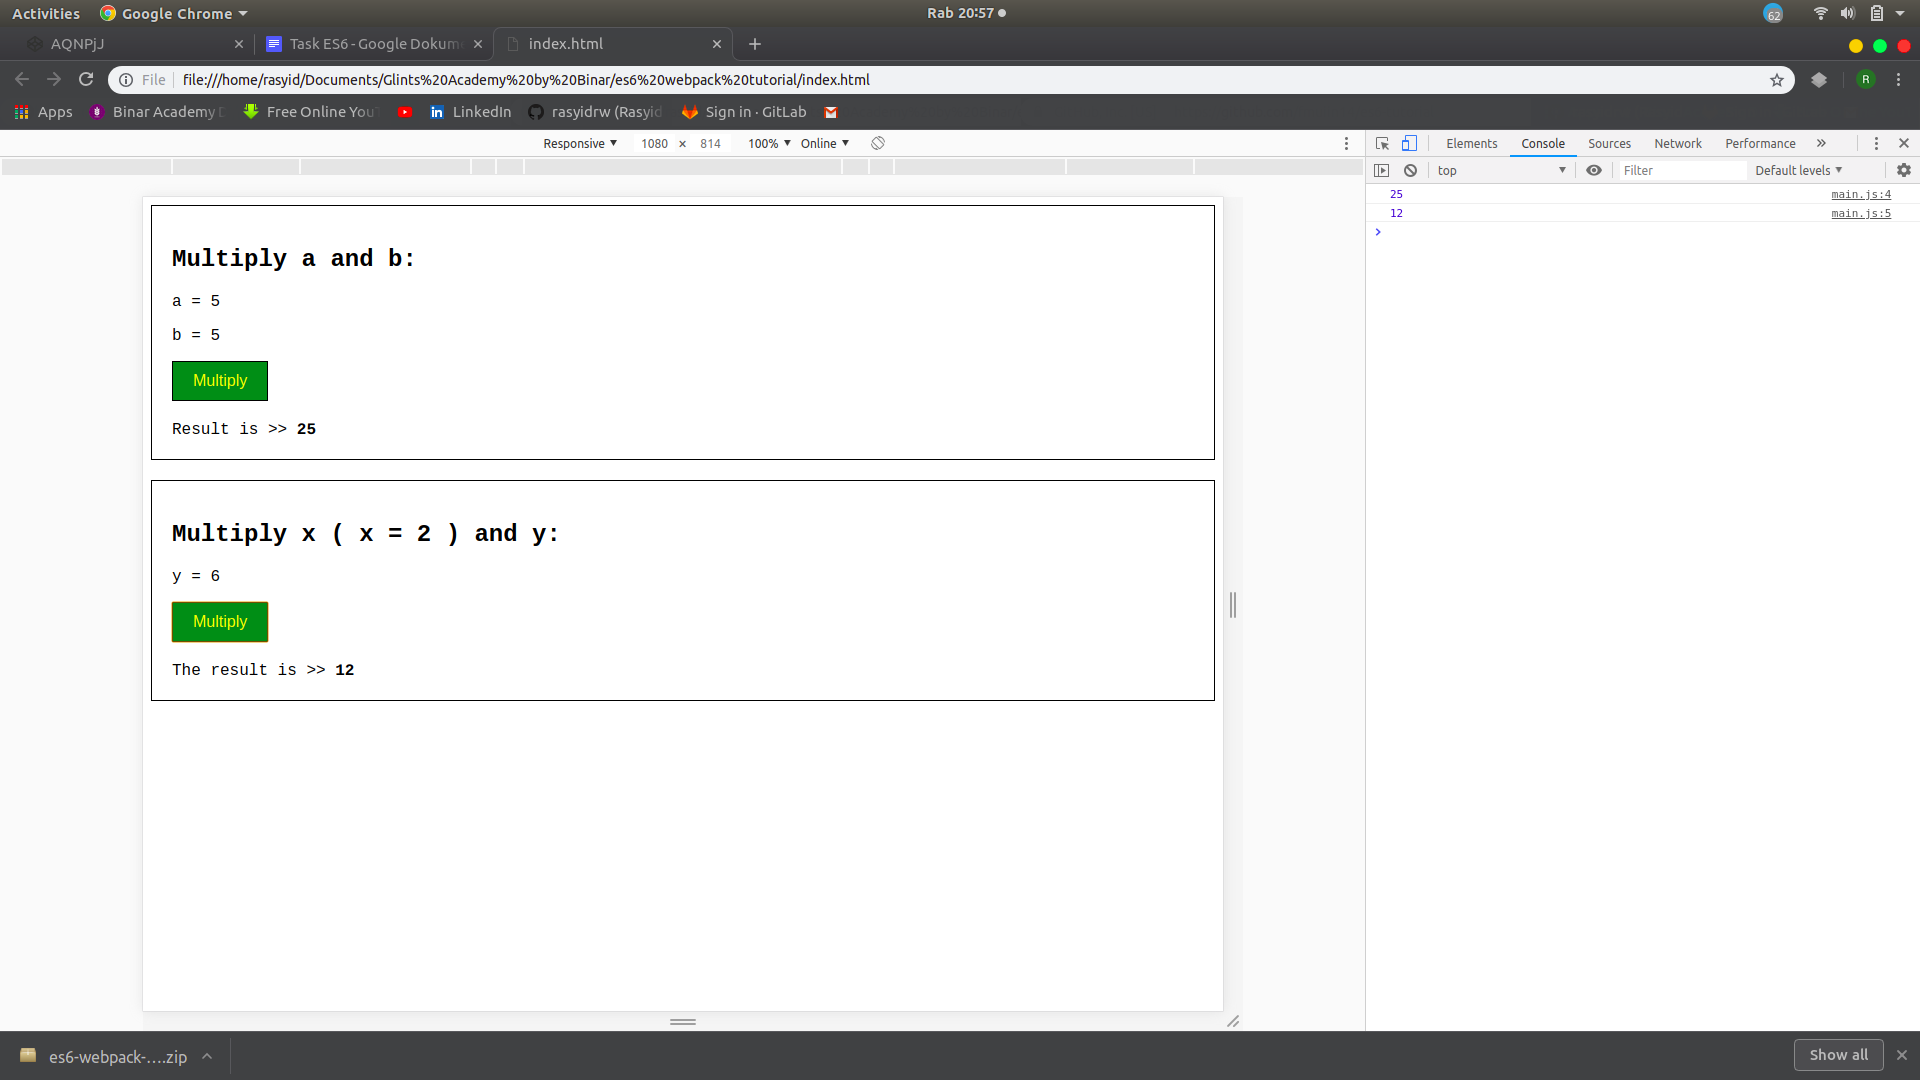 Activities Google Chrome Rab 20:57 62
AQNPjJ Task ES6 - Google Dokum index.html
File file:///home/rasyid/Documents/Glints%20Academy%20by%20Binar/es6%20webpack%20tutorial/index.html R
Apps Binar Academy D Free Online You LinkedIn rasyidrw (Rasyid Sign in · GitLab
Responsive 1080 × 814 100% Online Elements Console Sources Network Performance »
top Filter Default levels
25 main.js:4
12 main.js:5
Multiply a and b:
a = 5
b = 5
Multiply
Result is >> 25
Multiply x ( x = 2 ) and y:
y = 6
Multiply
The result is >> 12
es6-webpack-....zip Show all